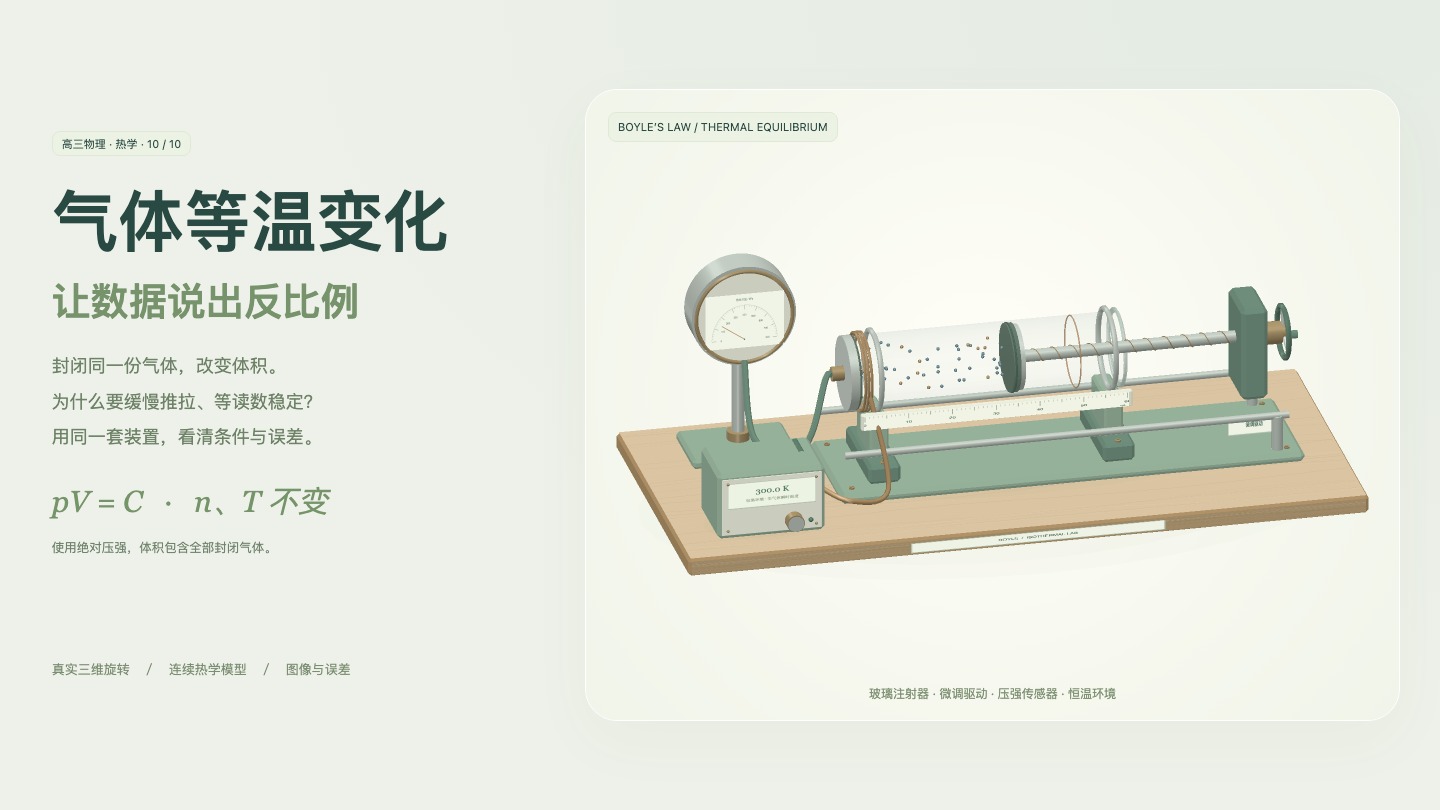 高三物理 · 热学 · 10 / 10
气体等温变化
让数据说出反比例
封闭同一份气体，改变体积。
为什么要缓慢推拉、等读数稳定？
用同一套装置，看清条件与误差。
pV = C · n、T 不变
使用绝对压强，体积包含全部封闭气体。
真实三维旋转 / 连续热学模型 / 图像与误差
BOYLE'S LAW / THERMAL EQUILIBRIUM
300.0 K
微调驱动
玻璃注射器 · 微调驱动 · 压强传感器 · 恒温环境